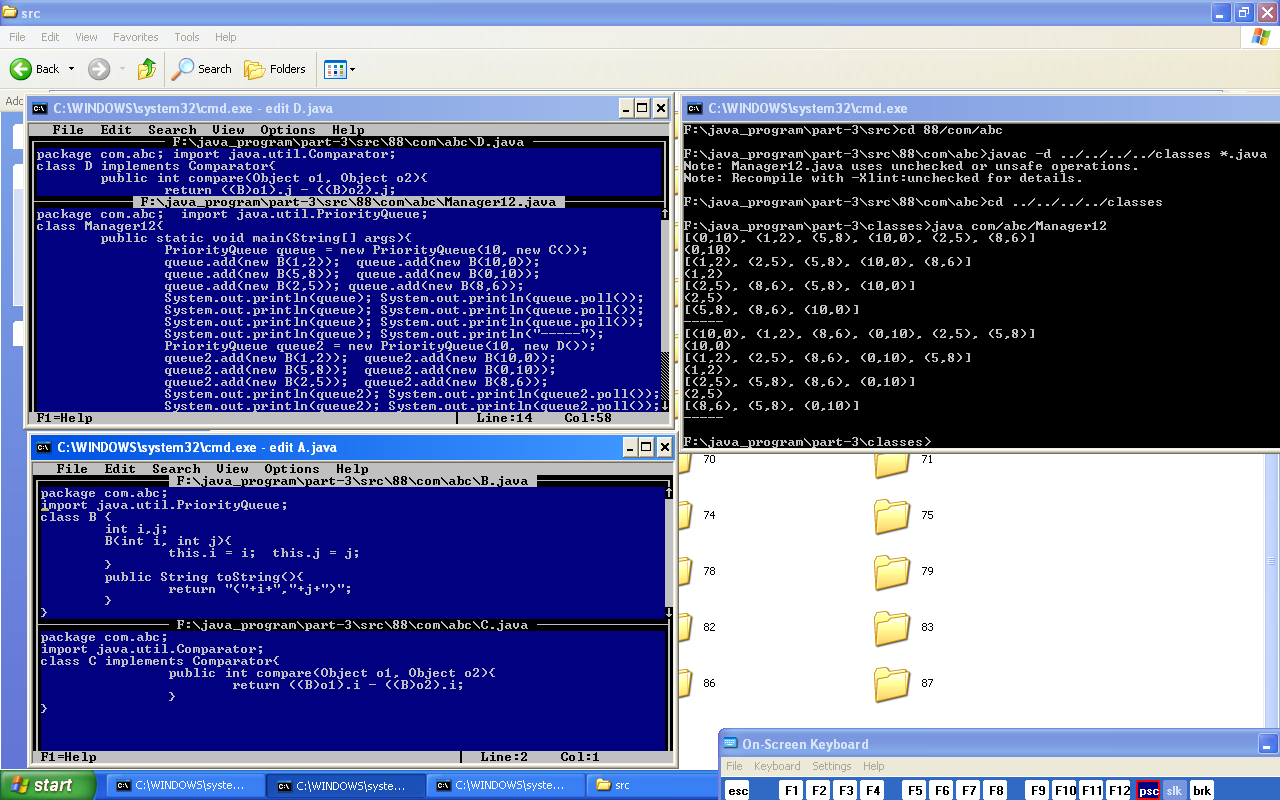 src
File Edit View Favorites Tools Help
Back Search Folders
C:\WINDOWS\system32\cmd.exe - edit D.java
File Edit Search View Options Help
F:\java_program\part-3\src\88\com\abc\D.java
package com.abc; import java.util.Comparator;
class D implements Comparator{
public int compare(Object o1, Object o2){
return ((B)o1).j - ((B)o2).j;
F:\java_program\part-3\src\88\com\abc\Manager12.java
package com.abc;  import java.util.PriorityQueue;
class Manager12{
public static void main(String[] args){
PriorityQueue queue = new PriorityQueue(10, new C());
queue.add(new B(1,2));  queue.add(new B(10,0));
queue.add(new B(5,8));  queue.add(new B(0,10));
queue.add(new B(2,5)); queue.add(new B(8,6));
System.out.println(queue); System.out.println(queue.poll());
System.out.println(queue); System.out.println(queue.poll());
System.out.println(queue); System.out.println(queue.poll());
System.out.println(queue); System.out.println("-----");
PriorityQueue queue2 = new PriorityQueue(10, new D());
queue2.add(new B(1,2));  queue2.add(new B(10,0));
queue2.add(new B(5,8));  queue2.add(new B(0,10));
queue2.add(new B(2,5));  queue2.add(new B(8,6));
System.out.println(queue2); System.out.println(queue2.poll());
System.out.println(queue2); System.out.println(queue2.poll());
F1=Help Line:14 Col:58
C:\WINDOWS\system32\cmd.exe
F:\java_program\part-3\src>cd 88/com/abc
F:\java_program\part-3\src\88\com\abc>javac -d ../../../../classes *.java
Note: Manager12.java uses unchecked or unsafe operations.
Note: Recompile with -Xlint:unchecked for details.
F:\java_program\part-3\src\88\com\abc>cd ../../../../classes
F:\java_program\part-3\classes>java com/abc/Manager12
[(0,10), (1,2), (5,8), (10,0), (2,5), (8,6)]
(0,10)
[(1,2), (2,5), (5,8), (10,0), (8,6)]
(1,2)
[(2,5), (8,6), (5,8), (10,0)]
(2,5)
[(5,8), (8,6), (10,0)]
-----
[(10,0), (1,2), (8,6), (0,10), (2,5), (5,8)]
(10,0)
[(1,2), (2,5), (8,6), (0,10), (5,8)]
(1,2)
[(2,5), (5,8), (8,6), (0,10)]
(2,5)
[(8,6), (5,8), (0,10)]
-----
F:\java_program\part-3\classes>
C:\WINDOWS\system32\cmd.exe - edit A.java
File Edit Search View Options Help
F:\java_program\part-3\src\88\com\abc\B.java
package com.abc;
import java.util.PriorityQueue;
class B {
int i,j;
B(int i, int j){
this.i = i;  this.j = j;
}
public String toString(){
return "("+i+","+j+")";
}
}
F:\java_program\part-3\src\88\com\abc\C.java
package com.abc;
import java.util.Comparator;
class C implements Comparator{
public int compare(Object o1, Object o2){
return ((B)o1).i - ((B)o2).i;
}
}
F1=Help Line:2 Col:1
70 71
74 75
78 79
82 83
86 87
On-Screen Keyboard
File Keyboard Settings Help
esc F1 F2 F3 F4 F5 F6 F7 F8 F9 F10 F11 F12 psc slk brk
start C:\WINDOWS\syste... C:\WINDOWS\syste... C:\WINDOWS\syste... src